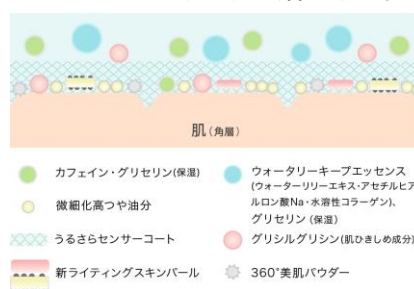 肌(角層)
カフェイン・グリセリン(保湿)
微細化高つや油分
うるさらセンサーコート
新ライティングスキンパール
ウォータリーキープエッセンス
(ウォーターリリーエキス・アセチルヒア
ルロン酸Na・水溶性コラーゲン)、
グリセリン (保湿)
グリシルグリシン(肌ひきしめ成分)
360°美肌パウダー